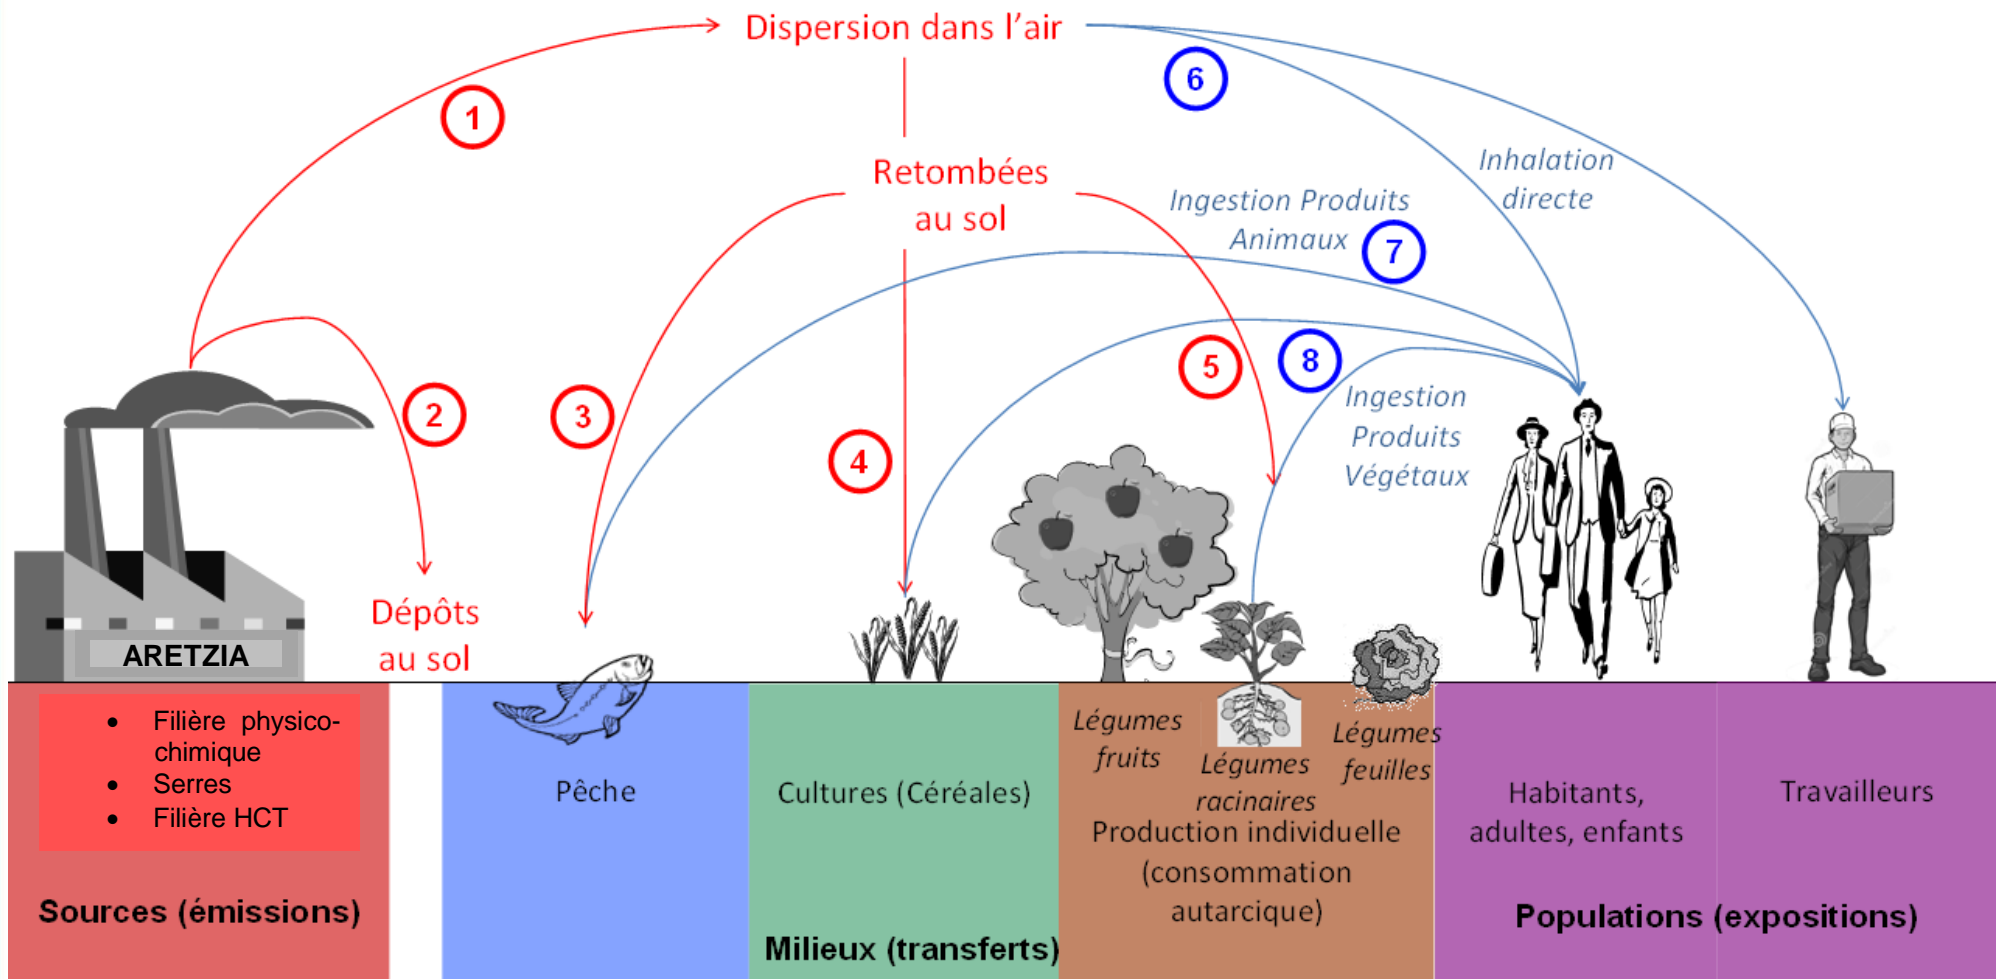 Dispersion dans l'air
1
6
Retombées
au sol
Inhalation
directe
Ingestion Produits
Animaux
7
2
3
4
5
8
Ingestion
Produits
Végétaux
Dépôts
au sol
ARETZIA
• Filière physico-
chimique
• Serres
• Filière HCT
Sources (émissions)
Pêche
Cultures (Céréales)
Milieux (transferts)
Légumes
fruits
Légumes
racinaires
Légumes
feuilles
Production individuelle
(consommation
autarcique)
Habitants,
adultes, enfants
Travailleurs
Populations (expositions)